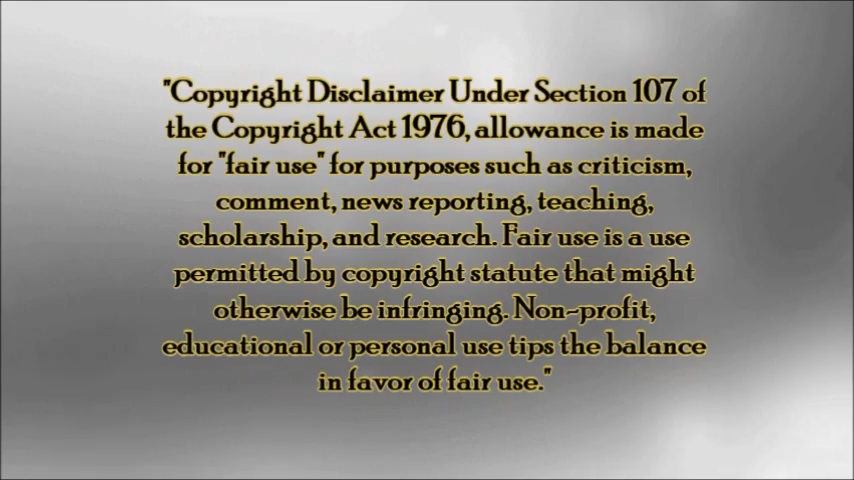 "Copyright Disclaimer Under Section 107 of
the Copyright Act 1976, allowance is made
for "fair use" for purposes such as criticism,
comment, news reporting, teaching,
scholarship, and research. Fair use is a use
permitted by copyright statute that might
otherwise be infringing. Non-profit,
educational or personal use tips the balance
in favor of fair use."